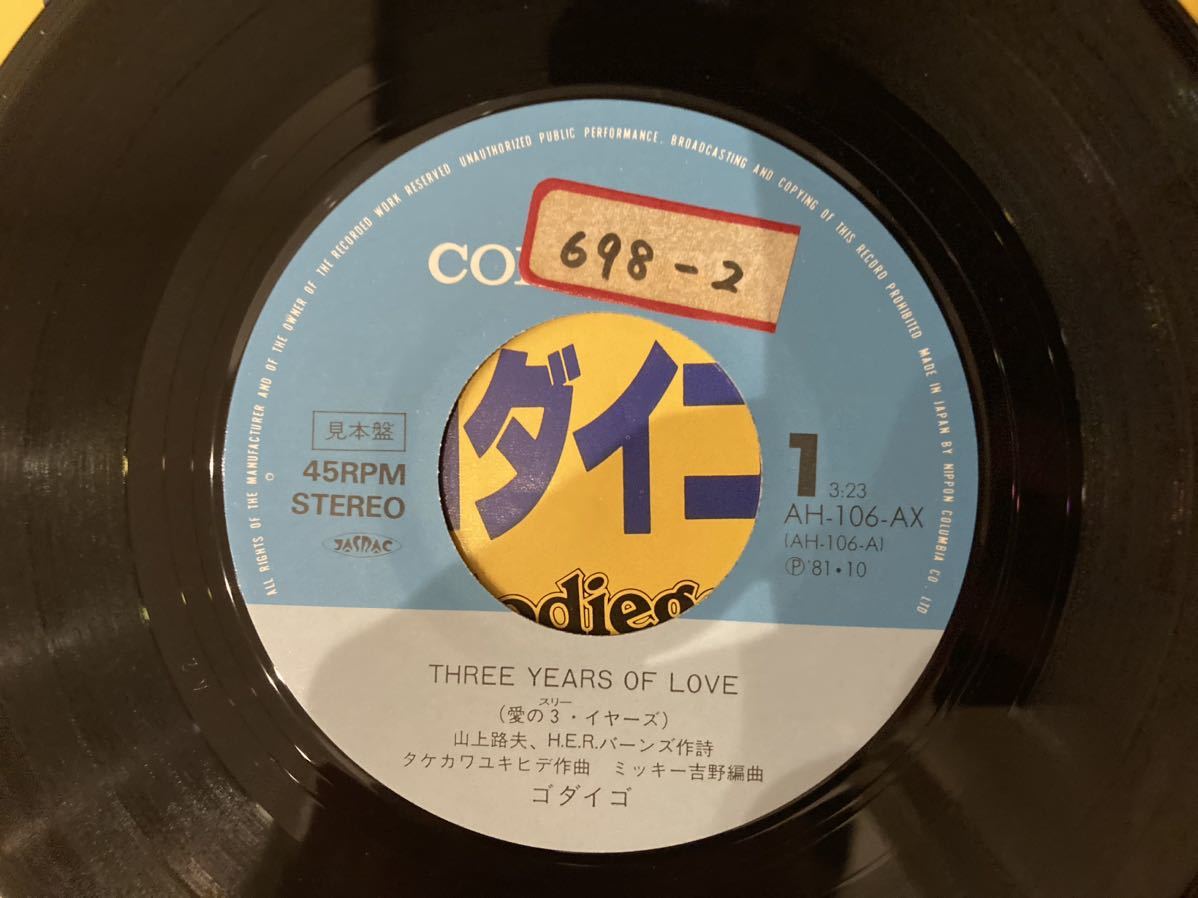 ALL RIGHTS OF THE MANUFACTURER AND OF THE OWNER OF THE RECORDED WORK RESERVED UNAUTHORIZED PUBLIC PERFORMANCE, BROADCASTING AND COPYING OF THIS RECORD PROHIBITED MADE IN JAPAN BY NIPPON COLUMBIA CO. LTD
698-2
ダイ
見本盤
45RPM
STEREO
JASRAC
1 3:23
AH-106-AX
(AH-106-A)
Ⓟ'81・10
odieg
THREE YEARS OF LOVE
スリー
(愛の3・イヤーズ)
山上路夫、H.E.R.バーンズ作詩
タケカワユキヒデ作曲 ミッキー吉野編曲
ゴダイゴ